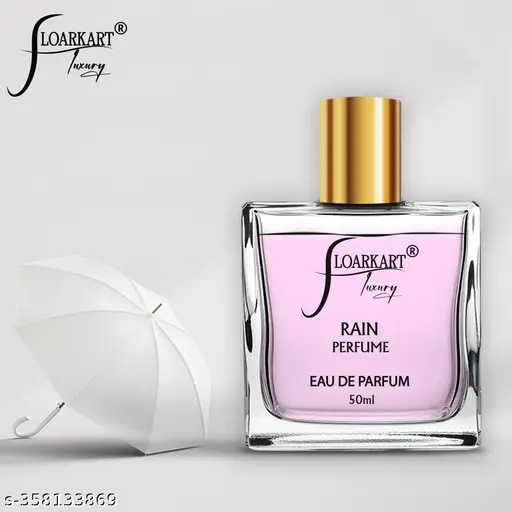 FLOARKART®
luxury
FLOARKART®
luxury
RAIN
PERFUME
EAU DE PARFUM
50ml
s-358133869